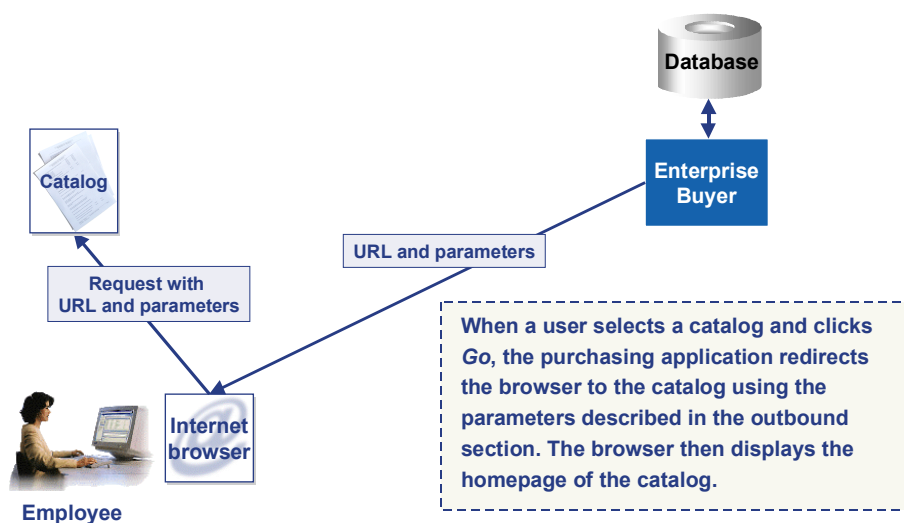 Database
Enterprise
Buyer
Catalog
URL and parameters
Request with
URL and parameters
When a user selects a catalog and clicks
Go, the purchasing application redirects
the browser to the catalog using the
parameters described in the outbound
section. The browser then displays the
homepage of the catalog.
Internet
browser
Employee